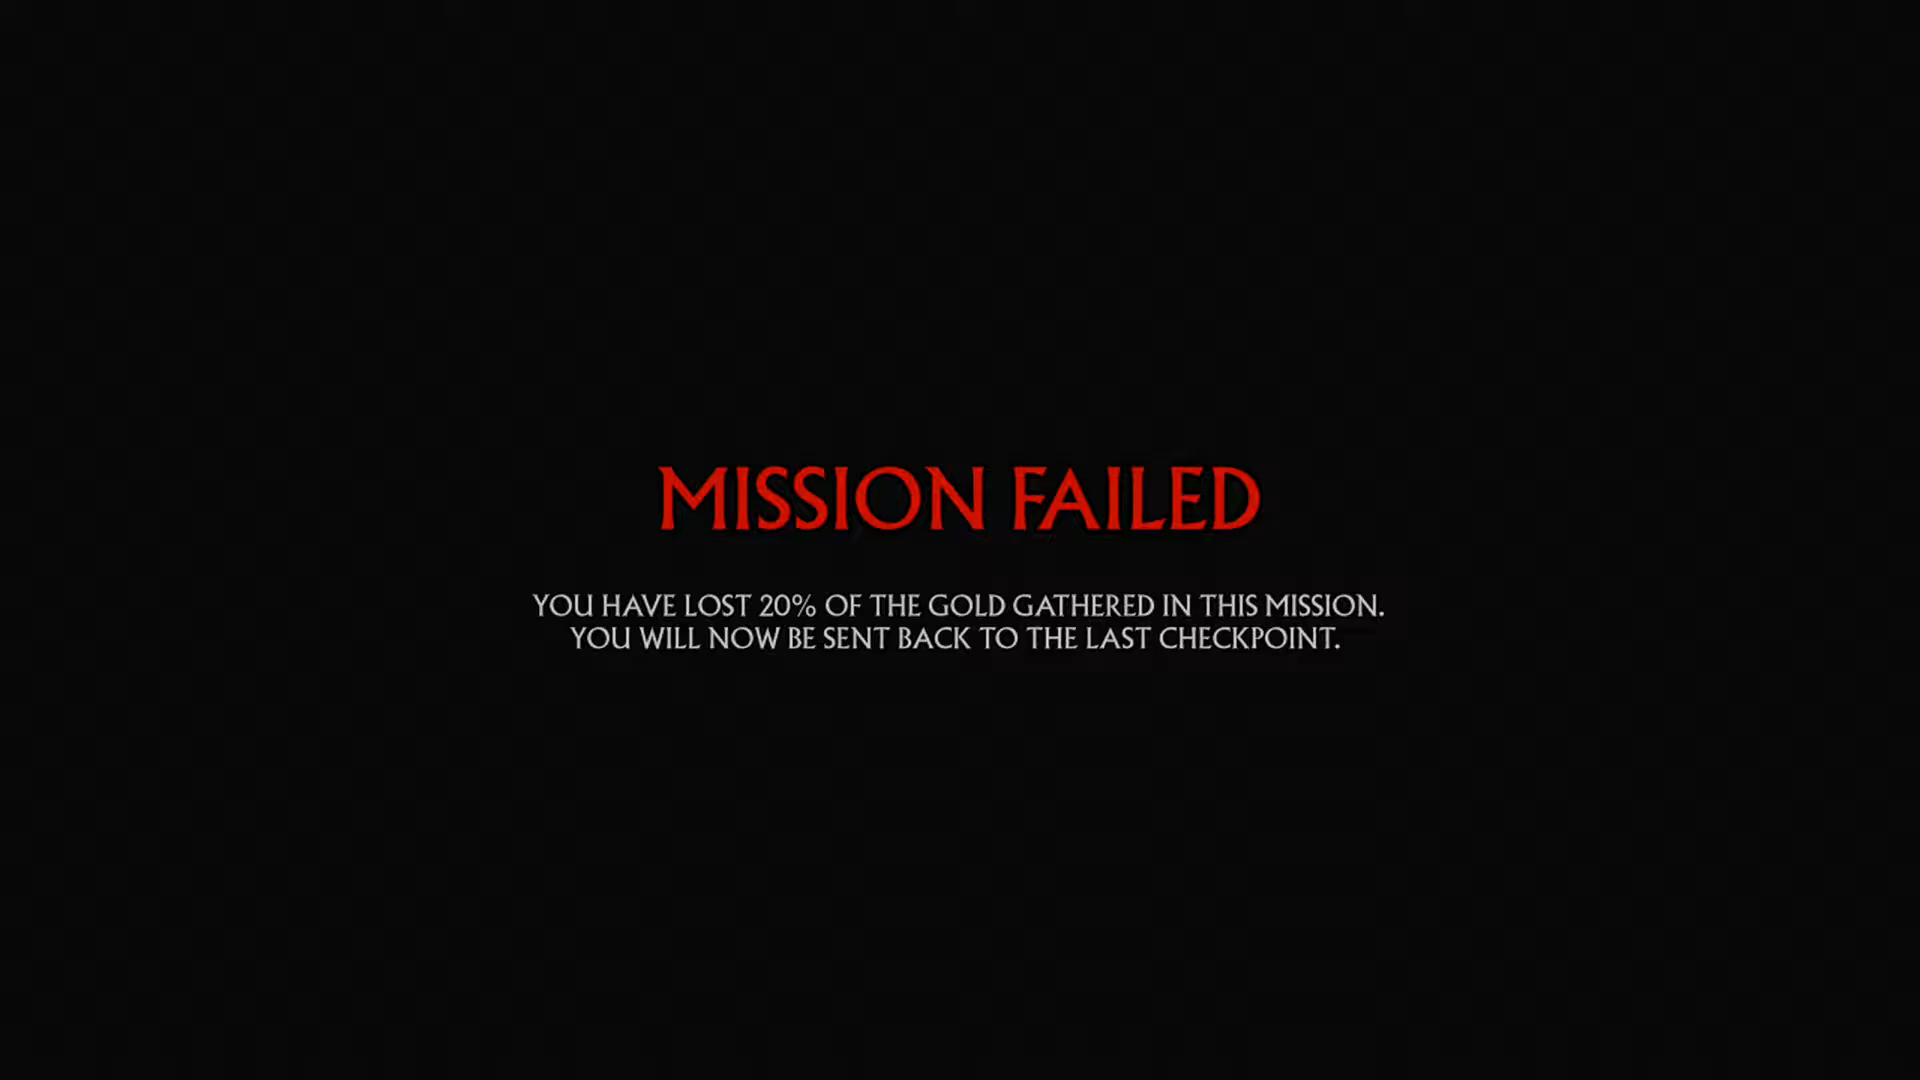 MISSION FAILED
YOU HAVE LOST 20% OF THE GOLD GATHERED IN THIS MISSION.
YOU WILL NOW BE SENT BACK TO THE LAST CHECKPOINT.